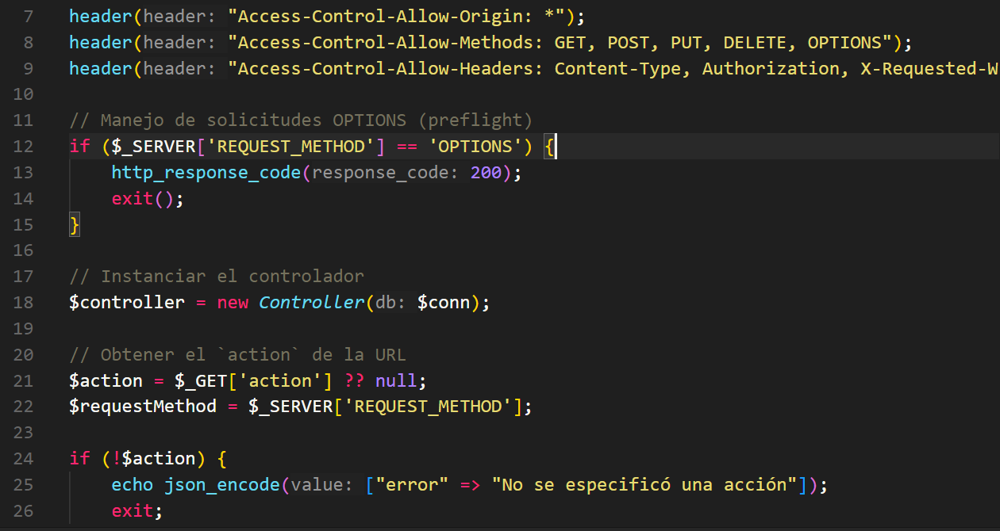 7 header(header: "Access-Control-Allow-Origin: *");
8 header(header: "Access-Control-Allow-Methods: GET, POST, PUT, DELETE, OPTIONS");
9 header(header: "Access-Control-Allow-Headers: Content-Type, Authorization, X-Requested-W
10
11 // Manejo de solicitudes OPTIONS (preflight)
12 if ($_SERVER['REQUEST_METHOD'] == 'OPTIONS') {
13 http_response_code(response_code: 200);
14 exit();
15 }
16
17 // Instanciar el controlador
18 $controller = new Controller(db: $conn);
19
20 // Obtener el `action` de la URL
21 $action = $_GET['action'] ?? null;
22 $requestMethod = $_SERVER['REQUEST_METHOD'];
23
24 if (!$action) {
25 echo json_encode(value: ["error" => "No se especificó una acción"]);
26 exit;